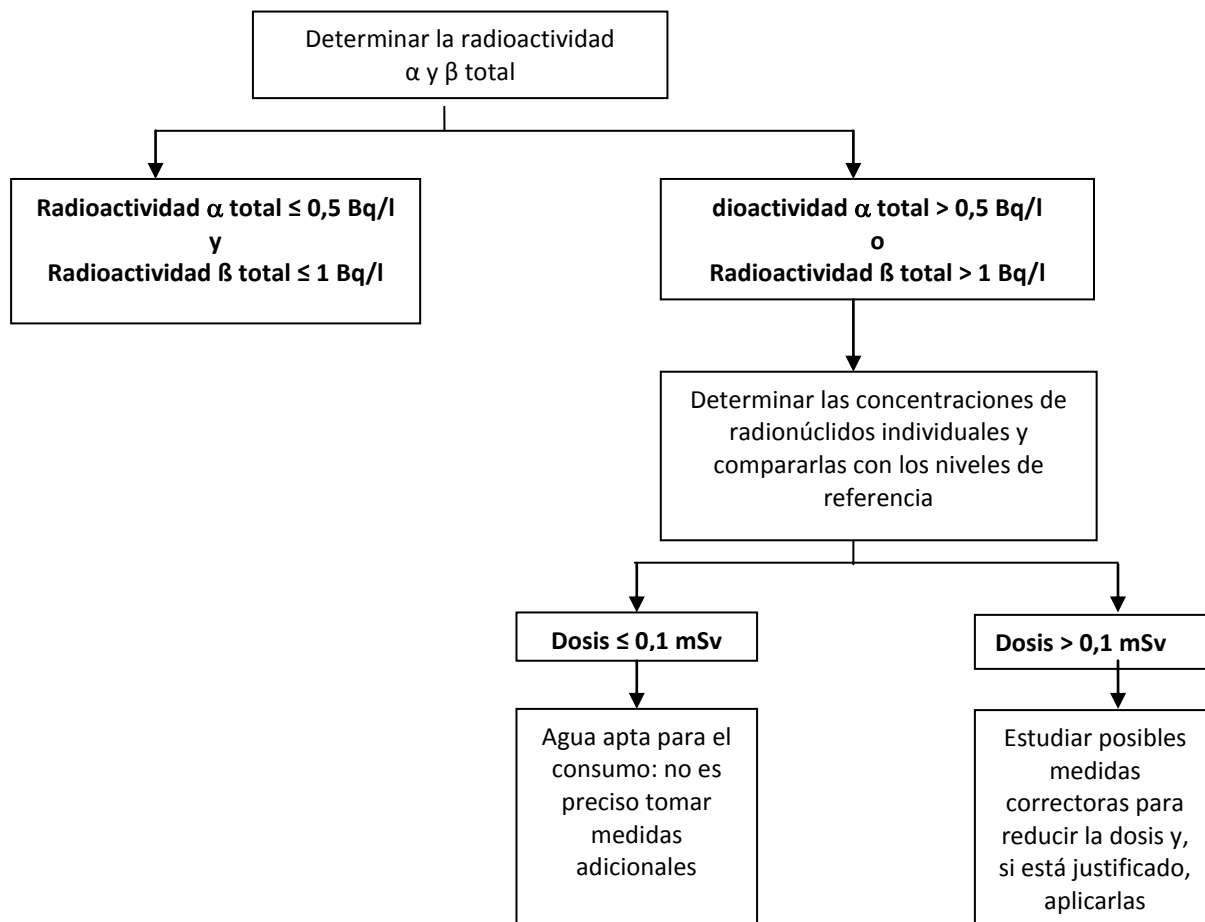 Determinar la radioactividad
α y β total
Radioactividad α total ≤ 0,5 Bq/l
y
Radioactividad ß total ≤ 1 Bq/l
dioactividad α total > 0,5 Bq/l
o
Radioactividad ß total > 1 Bq/l
Determinar las concentraciones de
radionúclidos individuales y
compararlas con los niveles de
referencia
Dosis ≤ 0,1 mSv
Dosis > 0,1 mSv
Agua apta para el
consumo: no es
preciso tomar
medidas
adicionales
Estudiar posibles
medidas
correctoras para
reducir la dosis y,
si está justificado,
aplicarlas